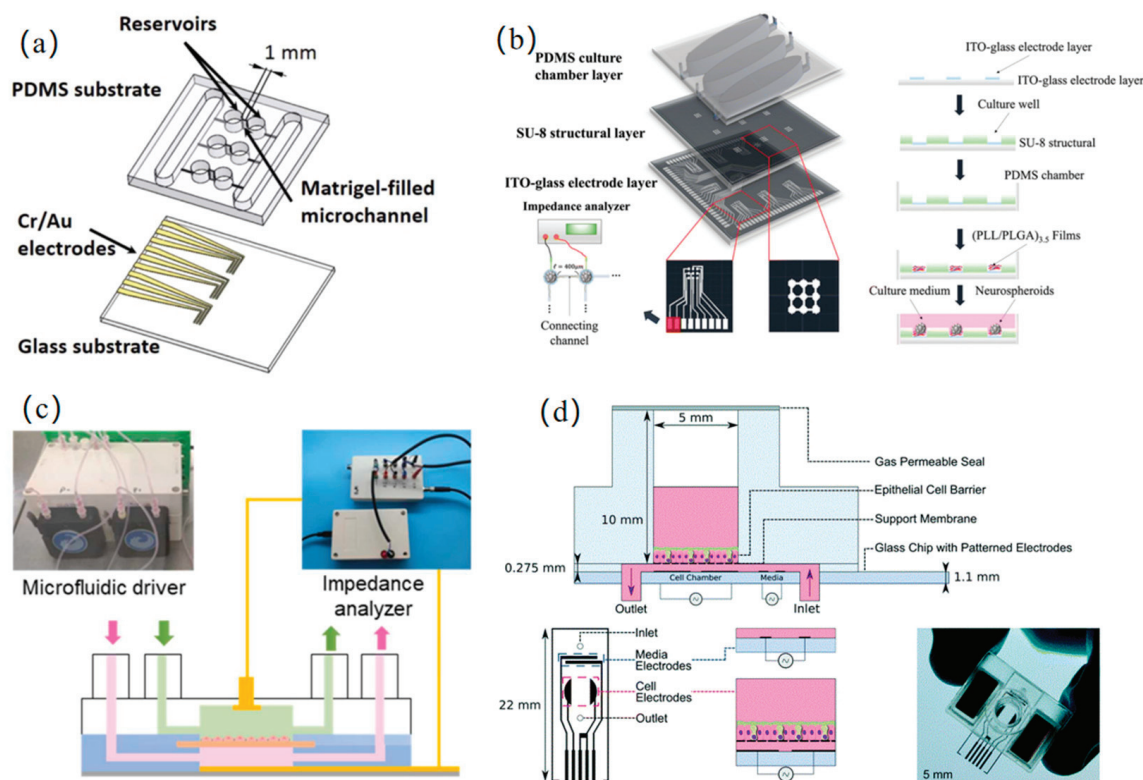 (a)
Reservoirs
1 mm
PDMS substrate
Matrigel-filled
microchannel
Cr/Au
electrodes
Glass substrate
(b)
PDMS culture
chamber layer
SU-8 structural layer
ITO-glass electrode layer
Impedance analyzer
r = 400μm
Connecting
channel
ITO-glass electrode layer
ITO-glass electrode layer
Culture well
SU-8 structural
PDMS chamber
(PLL/PLGA)3.5 Films
Culture medium
Neurospheroids
(c)
Microfluidic driver
Impedance
analyzer
(d)
5 mm
10 mm
0.275 mm
Gas Permeable Seal
Epithelial Cell Barrier
Support Membrane
Glass Chip with Patterned Electrodes
Cell Chamber
Media
1.1 mm
Outlet
Inlet
22 mm
Inlet
Media
Electrodes
Cell
Electrodes
Outlet
5 mm